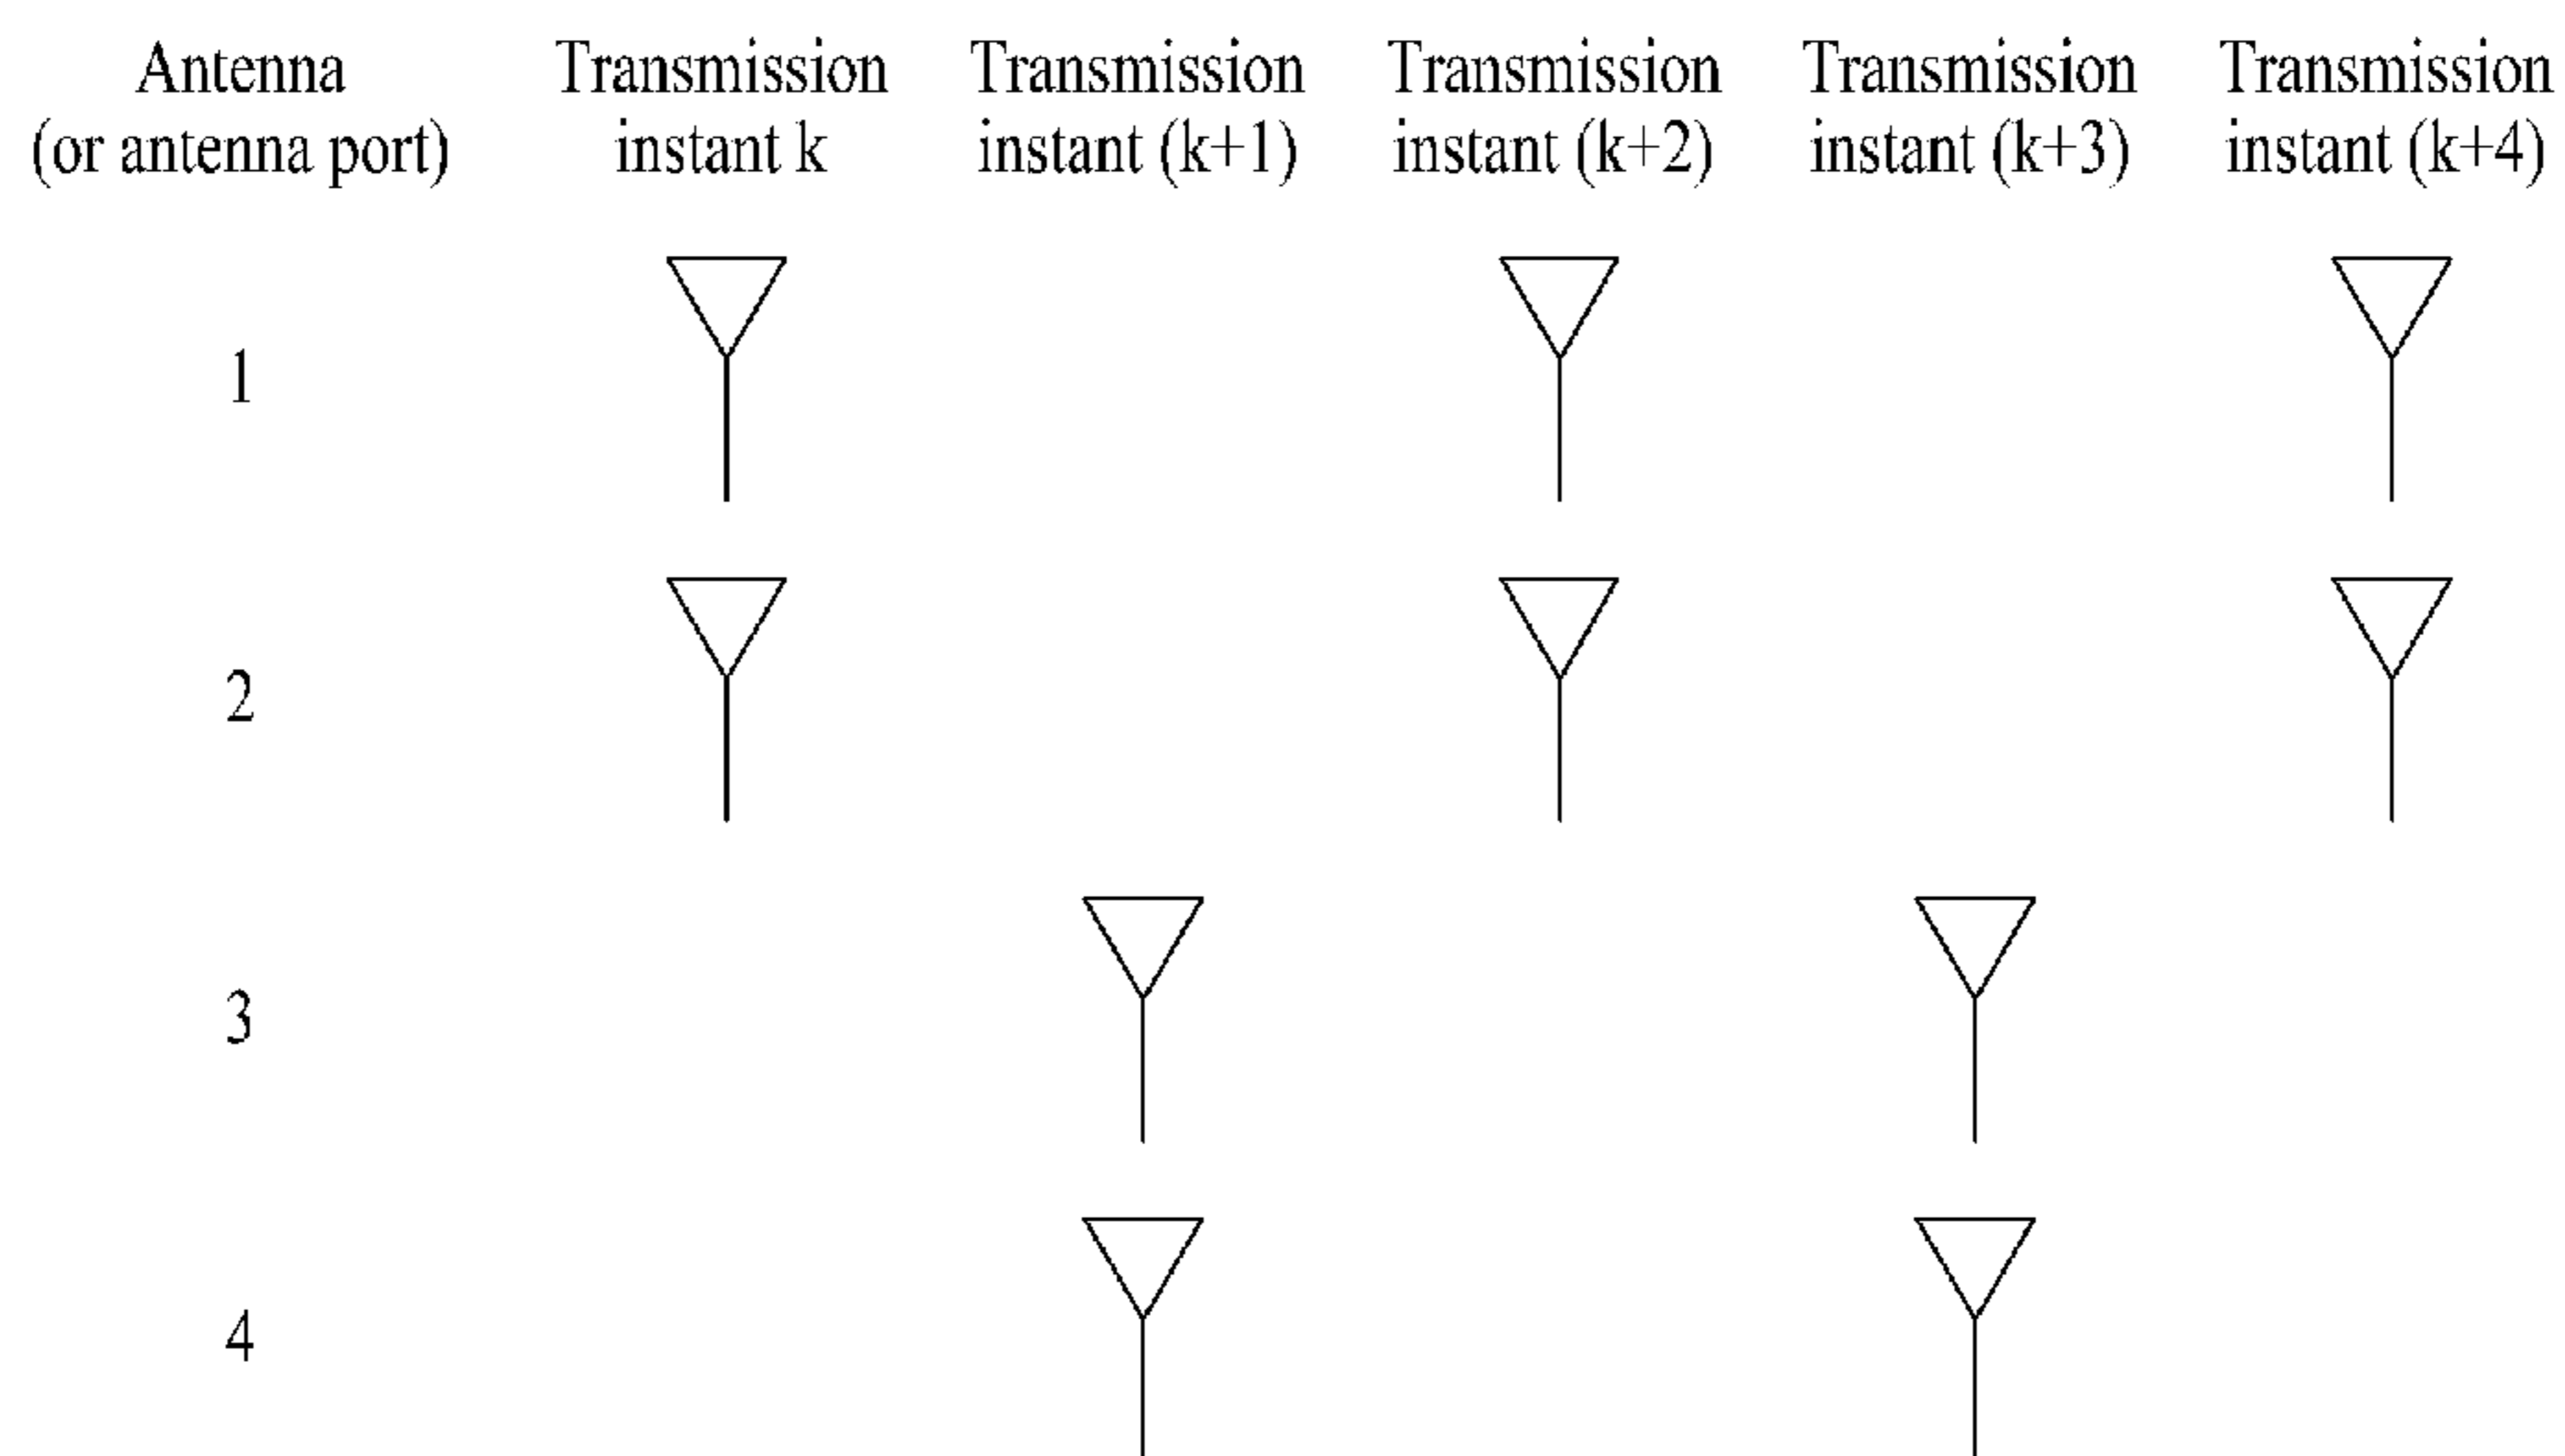 Antenna
(or antenna port)
Transmission
instant k
Transmission
instant (k+1)
Transmission
instant (k+2)
Transmission
instant (k+3)
Transmission
instant (k+4)
1
2
3
4